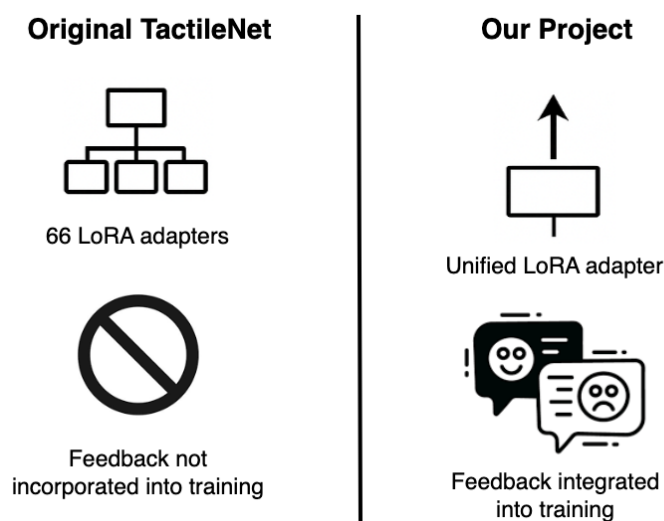 Original TactileNet
66 LoRA adapters
Feedback not
incorporated into training
Our Project
Unified LoRA adapter
Feedback integrated
into training